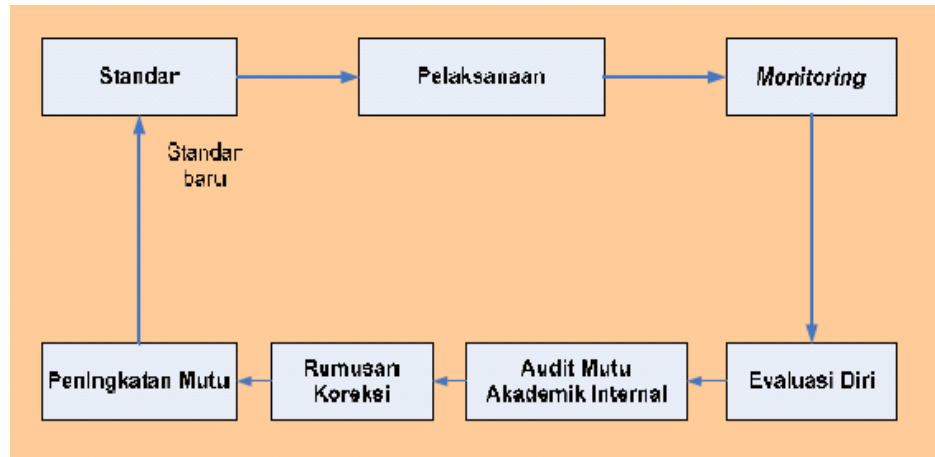 Standar
Pelaksanaan
Monitoring
Standar
baru
Peningkatan Mutu
Rumusan
Koreksi
Audit Mutu
Akademik Internal
Evaluasi Diri